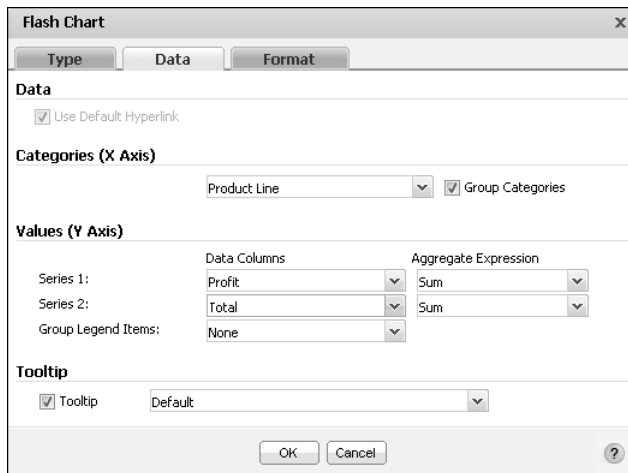 Flash Chart x
Type Data Format
Data
Use Default Hyperlink
Categories (X Axis)
Product Line Group Categories
Values (Y Axis)
Data Columns Aggregate Expression
Series 1: Profit Sum
Series 2: Total Sum
Group Legend Items: None
Tooltip
Tooltip Default
OK Cancel ?